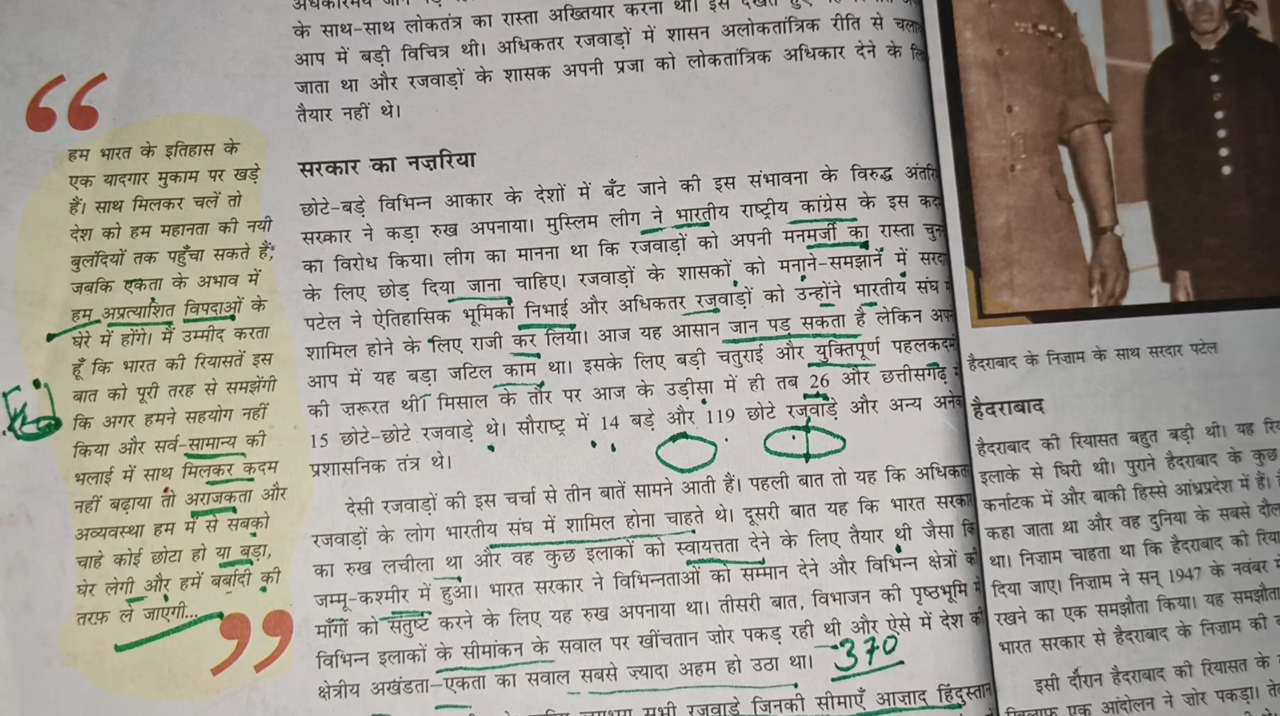 के साथ-साथ लोकतंत्र का रास्ता अख्तियार करना था। इसे देखते हुए
आप में बड़ी विचित्र थी। अधिकतर रजवाड़ों में शासन अलोकतांत्रिक रीति से चलाया
जाता था और रजवाड़ों के शासक अपनी प्रजा को लोकतांत्रिक अधिकार देने के लिए
तैयार नहीं थे।
हम भारत के इतिहास के
एक यादगार मुकाम पर खड़े
हैं। साथ मिलकर चलें तो
देश को हम महानता की नयी
बुलंदियों तक पहुँचा सकते हैं;
जबकि एकता के अभाव में
हम अप्रत्याशित विपदाओं के
घेरे में होंगे। मैं उम्मीद करता
हूँ कि भारत की रियासतें इस
बात को पूरी तरह से समझेंगी
कि अगर हमने सहयोग नहीं
किया और सर्व-सामान्य की
भलाई में साथ मिलकर कदम
नहीं बढ़ाया तो अराजकता और
अव्यवस्था हम में से सबको
चाहे कोई छोटा हो या बड़ा,
घेर लेगी और हमें बर्बादी की
तरफ़ ले जाएगी...
सरकार का नज़रिया
छोटे-बड़े विभिन्न आकार के देशों में बँट जाने की इस संभावना के विरुद्ध
सरकार ने कड़ा रुख अपनाया। मुस्लिम लीग ने भारतीय राष्ट्रीय कांग्रेस के इस
का विरोध किया। लीग का मानना था कि रजवाड़ों को अपनी मनमर्जी का रास्ता
के लिए छोड़ दिया जाना चाहिए। रजवाड़ों के शासकों को मनाने-समझाने में
पटेल ने ऐतिहासिक भूमिका निभाई और अधिकतर रजवाड़ों को उन्होंने भारतीय संघ
शामिल होने के लिए राजी कर लिया। आज यह आसान जान पड़ सकता है लेकिन
आप में यह बड़ा जटिल काम था। इसके लिए बड़ी चतुराई और युक्तिपूर्ण पहलकदमी
की जरूरत थी। मिसाल के तौर पर आज के उड़ीसा में ही तब 26 और छत्तीसगढ़
15 छोटे-छोटे रजवाड़े थे। सौराष्ट्र में 14 बड़े और 119 छोटे रजवाड़े और अन्य
प्रशासनिक तंत्र थे।
देसी रजवाड़ों की इस चर्चा से तीन बातें सामने आती हैं। पहली बात तो यह कि
रजवाड़ों के लोग भारतीय संघ में शामिल होना चाहते थे। दूसरी बात यह कि भारत सरकार
का रुख लचीला था और वह कुछ इलाकों को स्वायत्तता देने के लिए तैयार थी जैसा कि
जम्मू-कश्मीर में हुआ। भारत सरकार ने विभिन्नताओं को सम्मान देने और विभिन्न क्षेत्रों की
माँगों को संतुष्ट करने के लिए यह रुख अपनाया था। तीसरी बात, विभाजन की पृष्ठभूमि में
विभिन्न इलाकों के सीमांकन के सवाल पर खींचतान जोर पकड़ रही थी और ऐसे में देश की
क्षेत्रीय अखंडता-एकता का सवाल सबसे ज्यादा अहम हो उठा था।
370
सभी रजवाड़े जिनकी सीमाएँ आजाद हिंदुस्तान
हैदराबाद के निजाम के साथ सरदार पटेल
हैदराबाद
हैदराबाद की रियासत बहुत बड़ी थी। यह
इलाके से घिरी थी। पुराने हैदराबाद के कुछ
कर्नाटक में और बाकी हिस्से आंध्रप्रदेश में हैं।
कहा जाता था और वह दुनिया के सबसे
था। निजाम चाहता था कि हैदराबाद की
दिया जाए। निजाम ने सन् 1947 के नवंबर
रखने का एक समझौता किया। यह समझौता
भारत सरकार से हैदराबाद के निजाम की
इसी दौरान हैदराबाद की रियासत के
एक आंदोलन ने जोर पकड़ा।